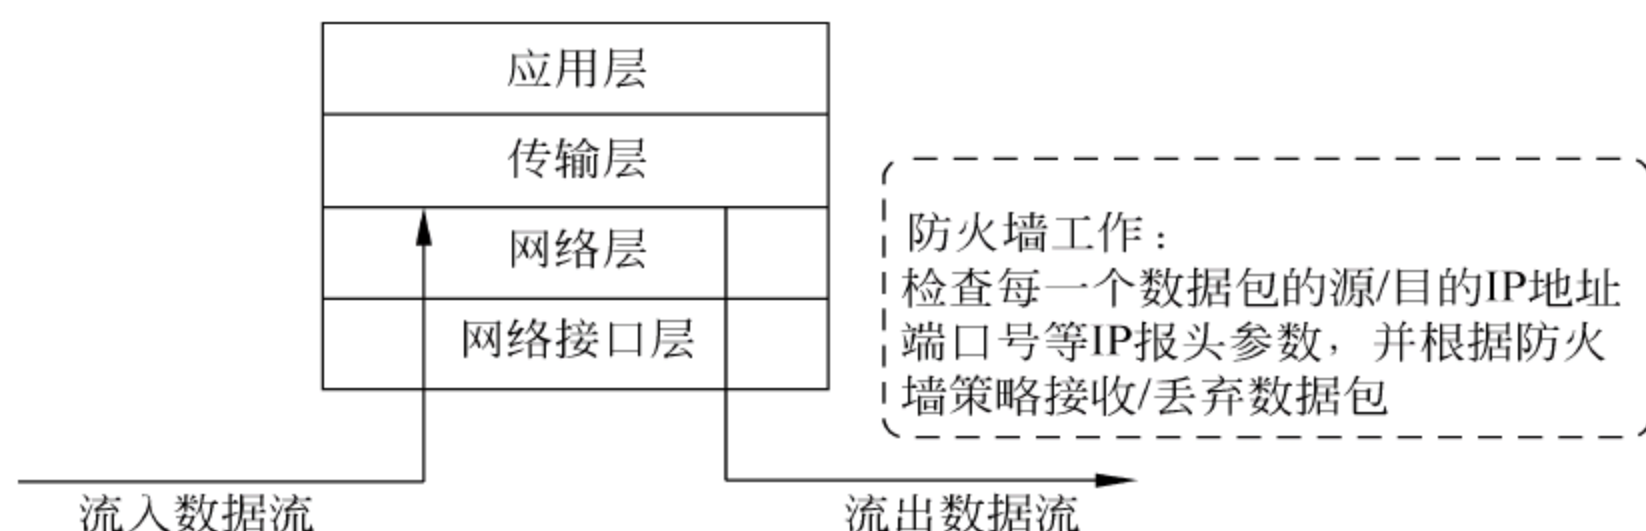 应用层
传输层
网络层
网络接口层
防火墙工作：
检查每一个数据包的源/目的IP地址
端口号等IP报头参数，并根据防火
墙策略接收/丢弃数据包
流入数据流
流出数据流